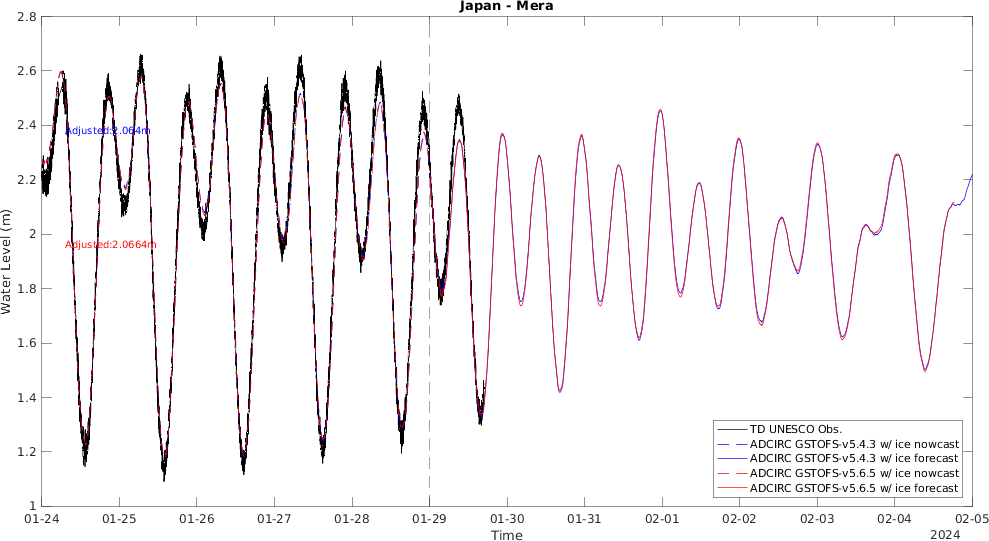 Japan - Mera
2.8
2.6
2.4
2.2
2
1.8
1.6
1.4
1.2
1
Water Level (m)
Adjusted:2.064m
Adjusted:2.0664m
TD UNESCO Obs.
ADCIRC GSTOFS-v5.4.3 w/ ice nowcast
ADCIRC GSTOFS-v5.4.3 w/ ice forecast
ADCIRC GSTOFS-v5.6.5 w/ ice nowcast
ADCIRC GSTOFS-v5.6.5 w/ ice forecast
01-24 01-25 01-26 01-27 01-28 01-29 01-30 01-31 02-01 02-02 02-03 02-04 02-05
Time
2024